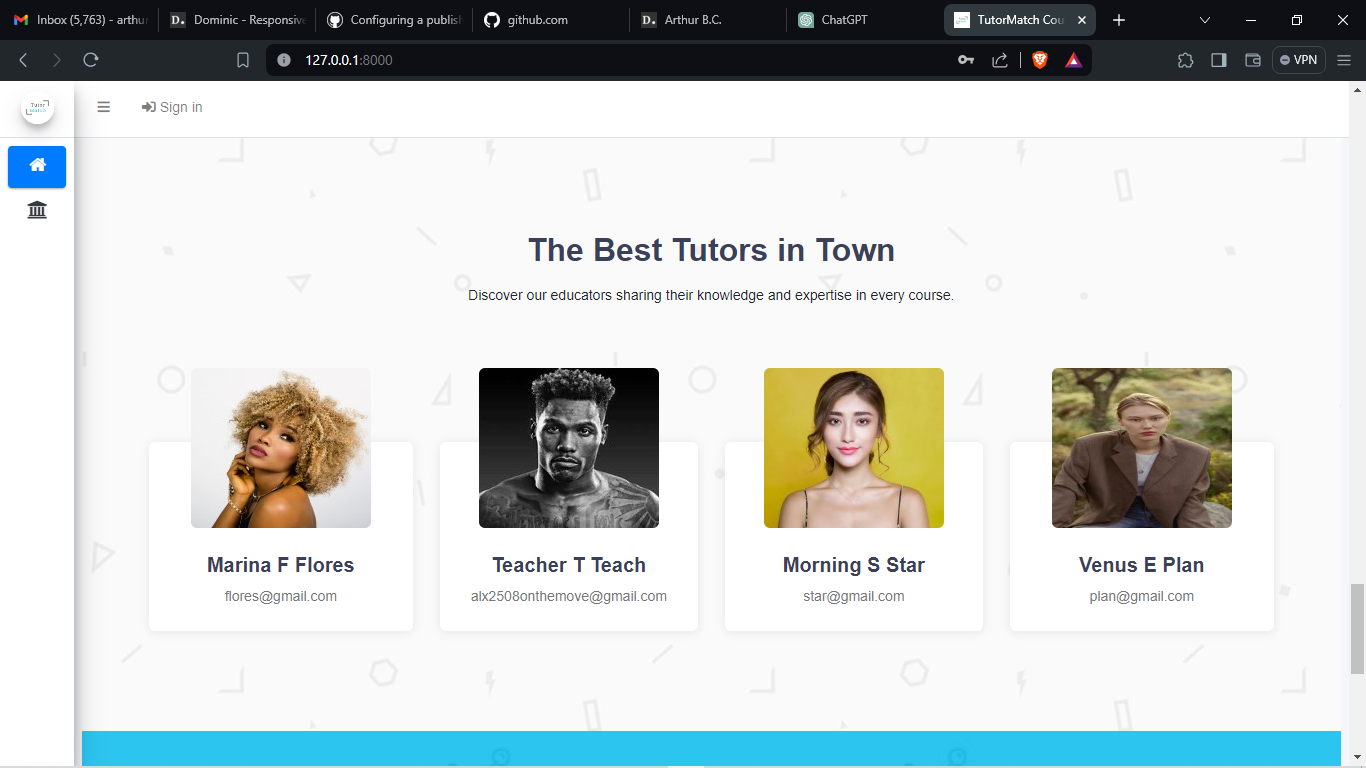 Inbox (5,763) - arthur
Dominic - Responsive
Configuring a publish
github.com
Arthur B.C.
ChatGPT
TutorMatch Cou
127.0.0.1:8000
VPN
Tutor
Match
Sign in
The Best Tutors in Town
Discover our educators sharing their knowledge and expertise in every course.
Marina F Flores
flores@gmail.com
Teacher T Teach
alx2508onthemove@gmail.com
Morning S Star
star@gmail.com
Venus E Plan
plan@gmail.com